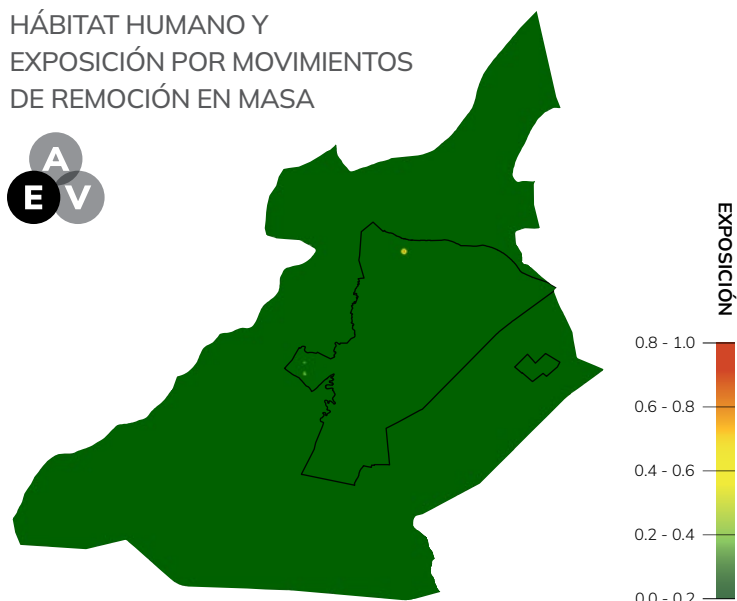 HÁBITAT HUMANO Y
EXPOSICIÓN POR MOVIMIENTOS
DE REMOCIÓN EN MASA
A
E V
EXPOSICIÓN
0.8 - 1.0
0.6 - 0.8
0.4 - 0.6
0.2 - 0.4
0.0 - 0.2